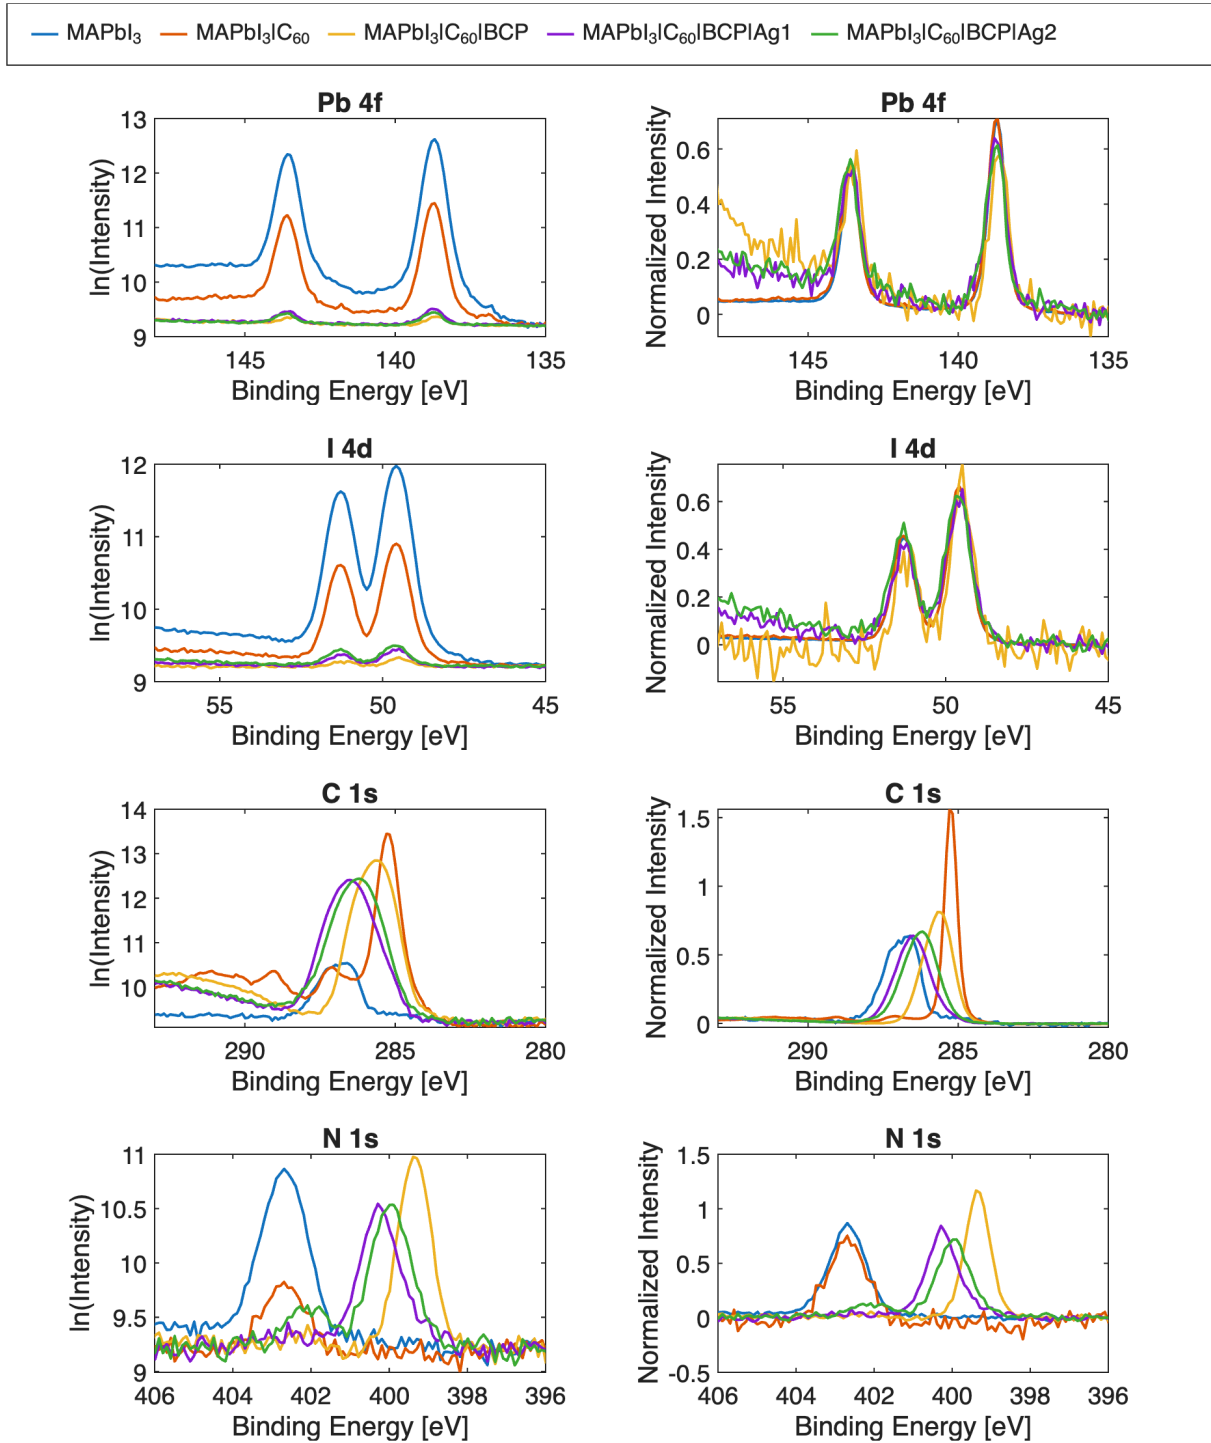 MAPbI₃ MAPbI₃|C₆₀ MAPbI₃|C₆₀|BCP MAPbI₃|C₆₀|BCP|Ag1 MAPbI₃|C₆₀|BCP|Ag2
Pb 4f
ln(Intensity)
13
12
11
10
9
145 140 135
Binding Energy [eV]
Pb 4f
Normalized Intensity
0.6
0.4
0.2
0
145 140 135
Binding Energy [eV]
I 4d
ln(Intensity)
12
11
10
9
55 50 45
Binding Energy [eV]
I 4d
Normalized Intensity
0.6
0.4
0.2
0
55 50 45
Binding Energy [eV]
C 1s
ln(Intensity)
14
13
12
11
10
290 285 280
Binding Energy [eV]
C 1s
Normalized Intensity
1.5
1
0.5
0
290 285 280
Binding Energy [eV]
N 1s
ln(Intensity)
11
10.5
10
9.5
9
406 404 402 400 398 396
Binding Energy [eV]
N 1s
Normalized Intensity
1.5
1
0.5
0
-0.5
406 404 402 400 398 396
Binding Energy [eV]